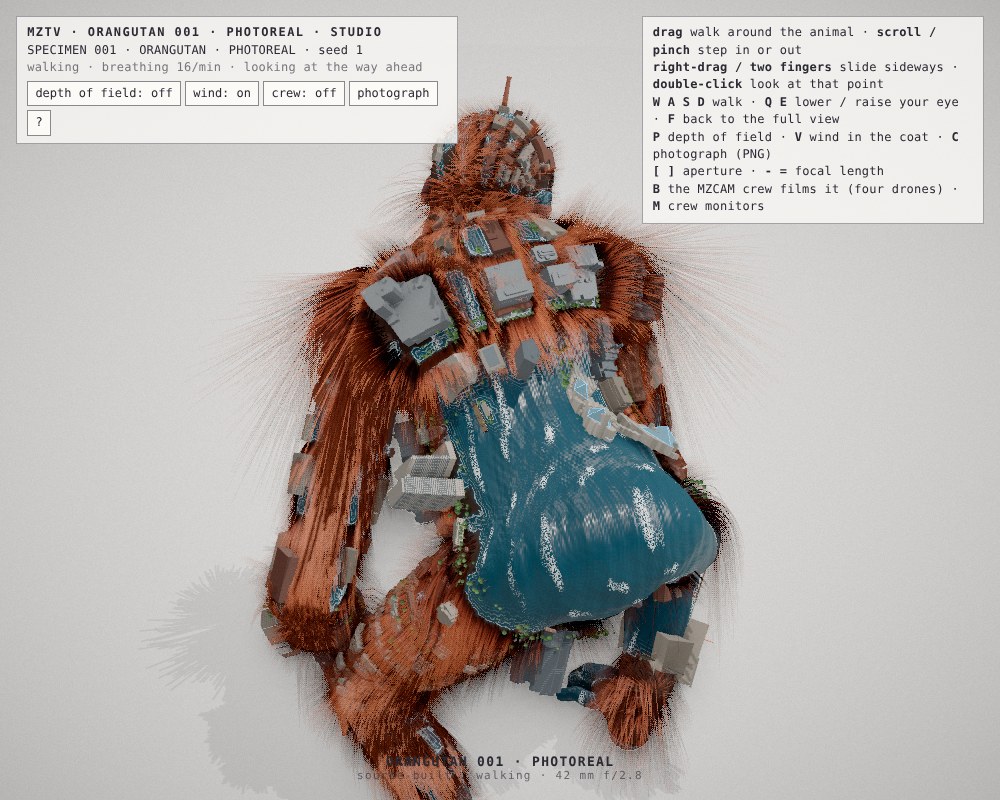 MZTV · ORANGUTAN 001 · PHOTOREAL · STUDIO
SPECIMEN 001 · ORANGUTAN · PHOTOREAL · seed 1
walking · breathing 16/min · looking at the way ahead
depth of field: off wind: on crew: off photograph
?
drag walk around the animal · scroll /
pinch step in or out
right-drag / two fingers slide sideways ·
double-click look at that point
W A S D walk · Q E lower / raise your eye
· F back to the full view
P depth of field · V wind in the coat · C
photograph (PNG)
[ ] aperture · - = focal length
B the MZCAM crew films it (four drones) ·
M crew monitors
ORANGUTAN 001 · PHOTOREAL
source-built · walking · 42 mm f/2.8